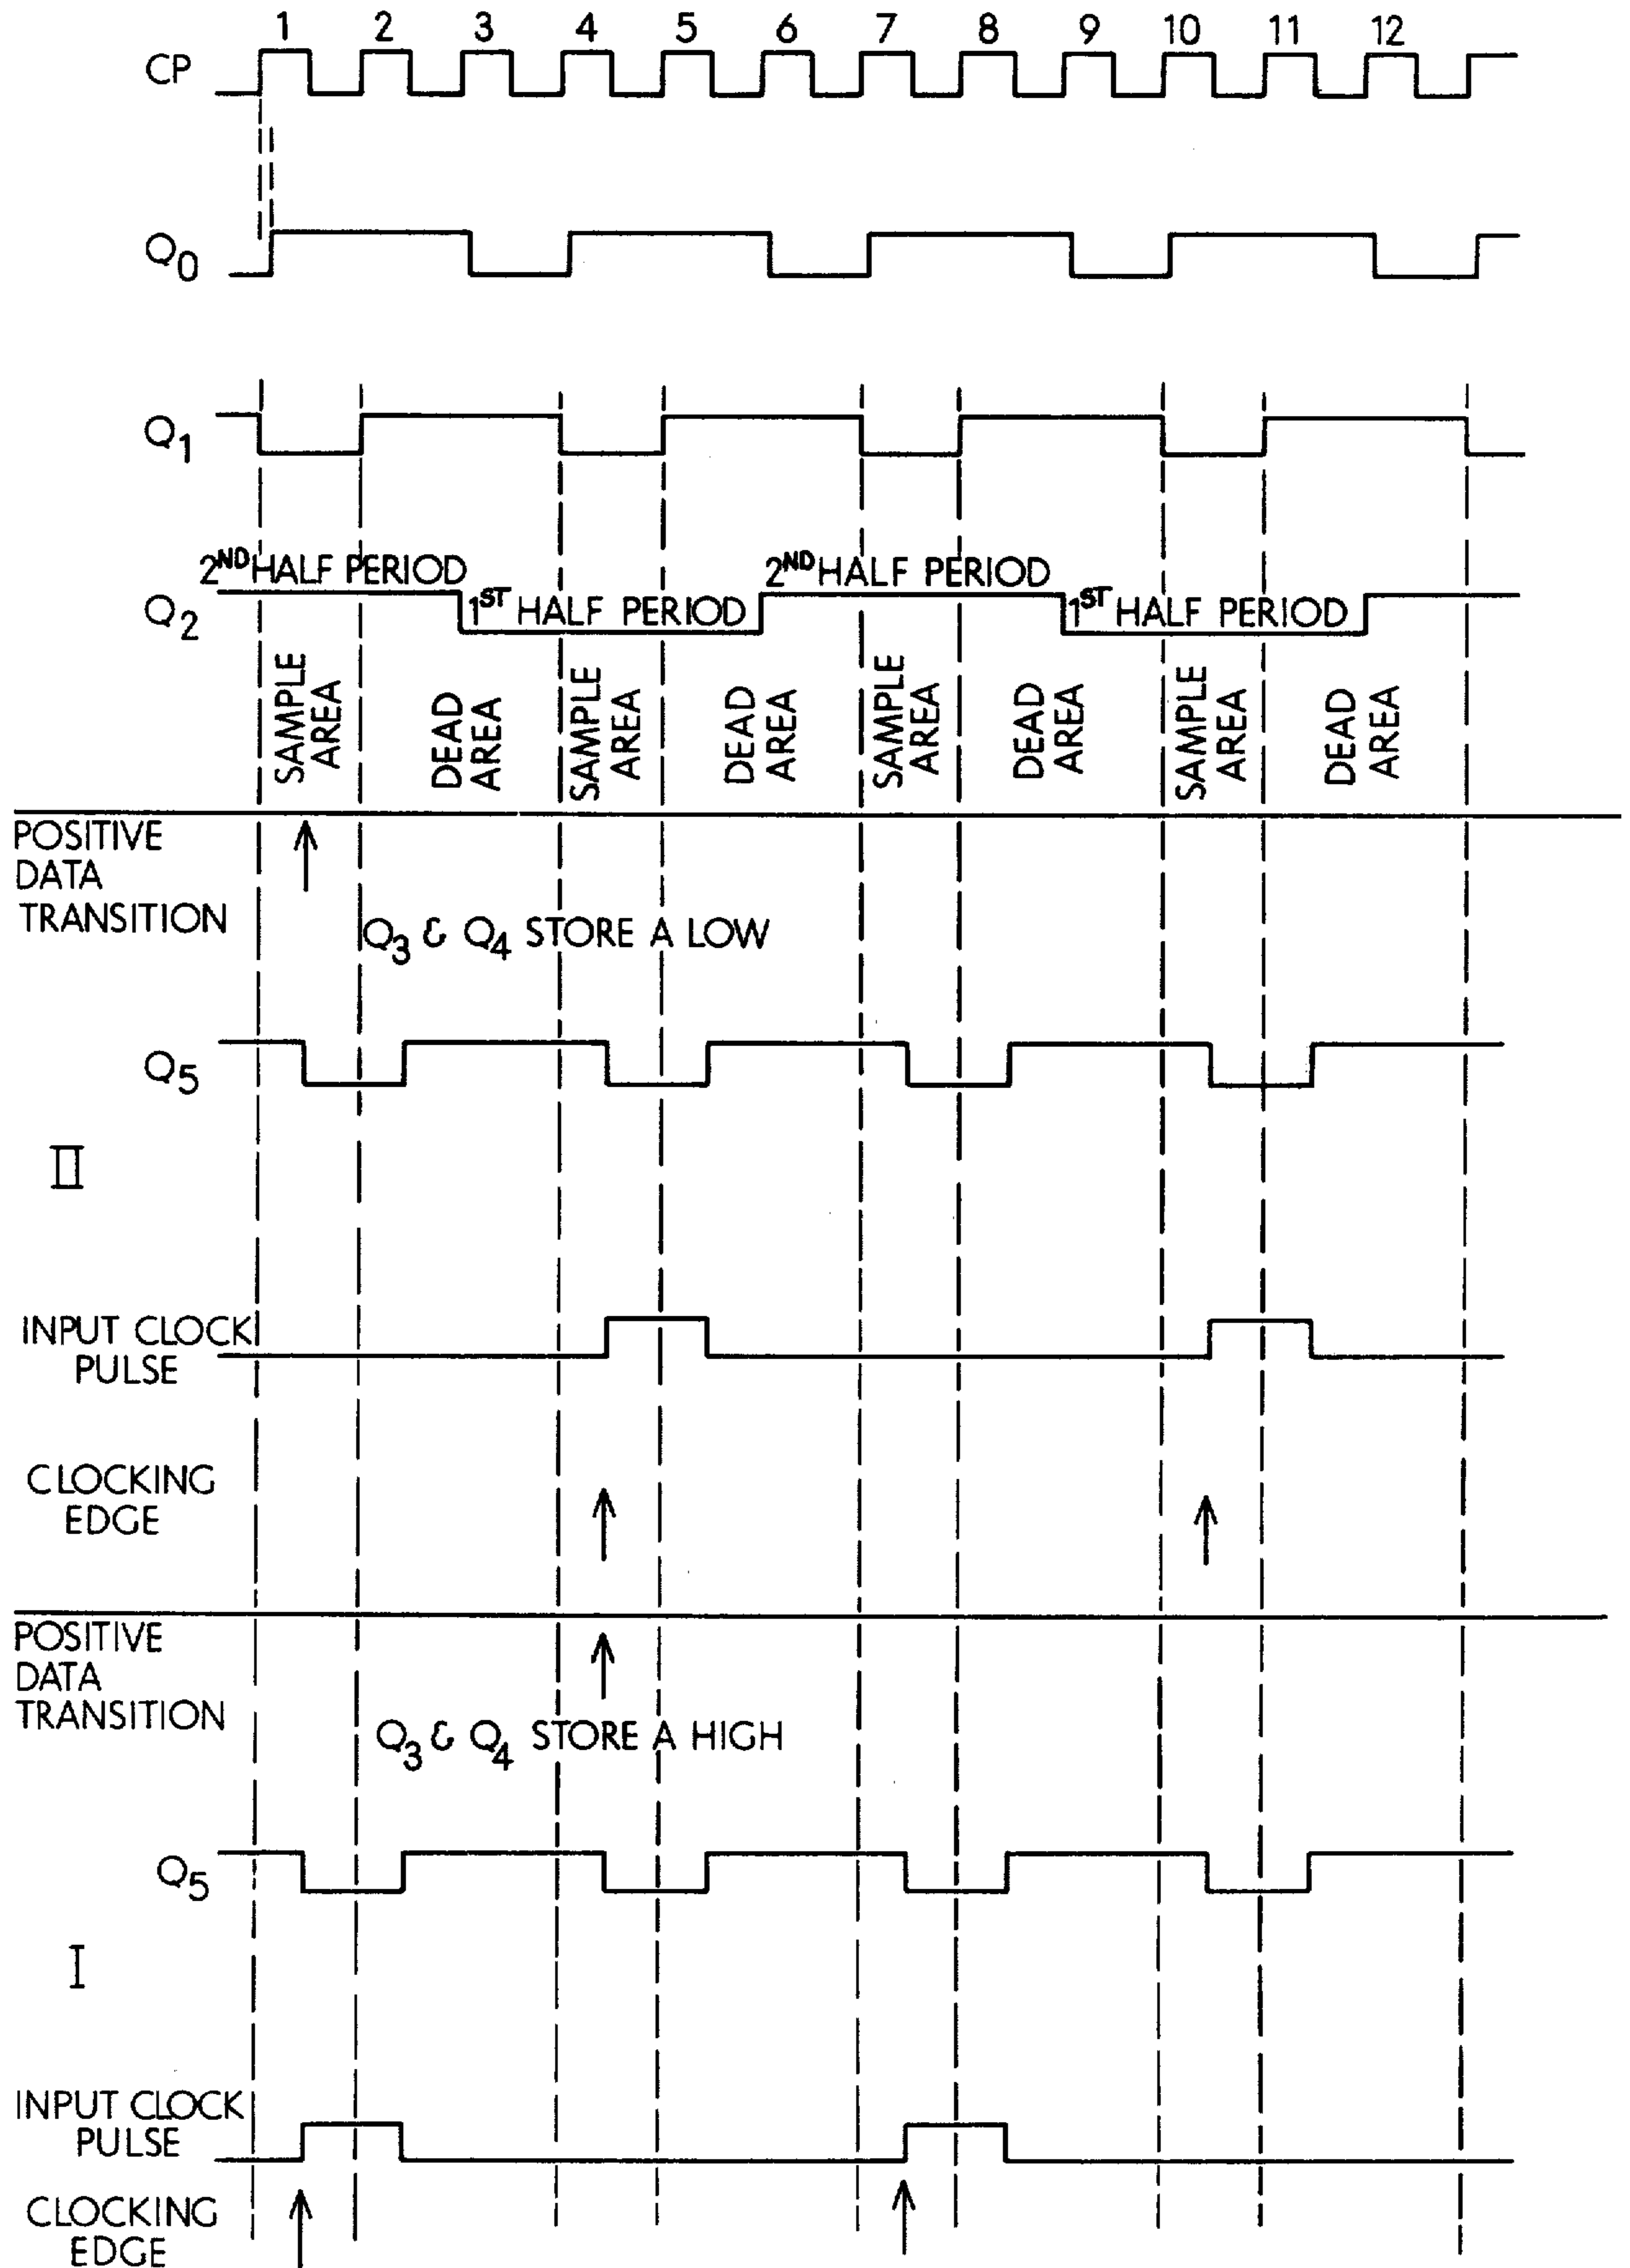 1 2 3 4 5 6 7 8 9 10 11 12
CP
Q0
Q1
2ND HALF PERIOD 2ND HALF PERIOD
Q2 1ST HALF PERIOD 1ST HALF PERIOD
SAMPLE AREA DEAD AREA SAMPLE AREA DEAD AREA SAMPLE AREA DEAD AREA SAMPLE AREA DEAD AREA
POSITIVE
DATA
TRANSITION
Q3 & Q4 STORE A LOW
Q5
II
INPUT CLOCK
PULSE
CLOCKING
EDGE
POSITIVE
DATA
TRANSITION
Q3 & Q4 STORE A HIGH
Q5
I
INPUT CLOCK
PULSE
CLOCKING
EDGE